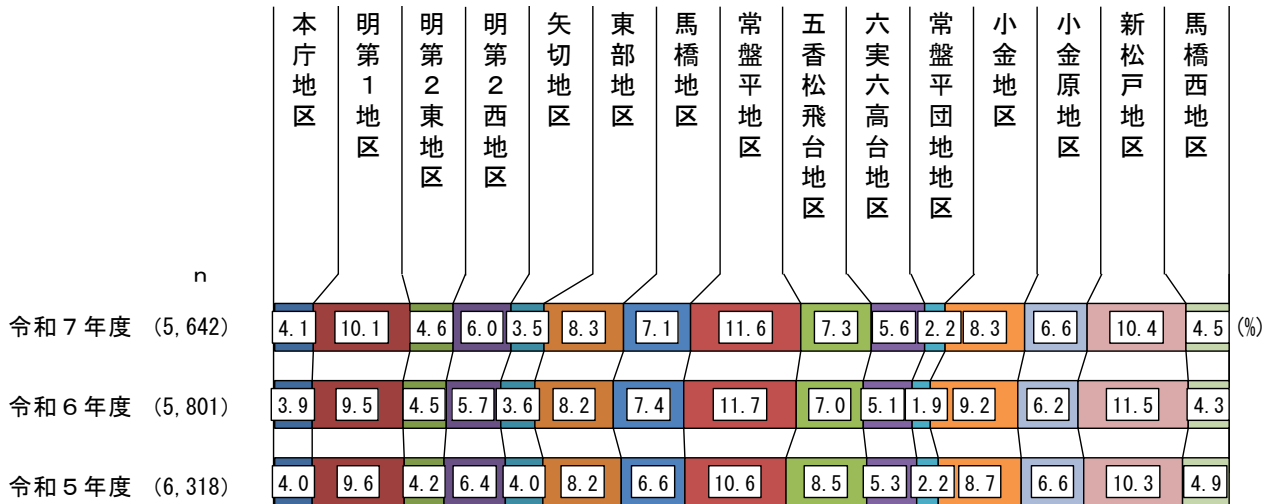 本庁地区
明第１地区
明第２東地区
明第２西地区
矢切地区
東部地区
馬橋地区
常盤平地区
五香松飛台地区
六実六高台地区
常盤平団地地区
小金地区
小金原地区
新松戸地区
馬橋西地区
n
令和７年度 (5,642) 4.1 10.1 4.6 6.0 3.5 8.3 7.1 11.6 7.3 5.6 2.2 8.3 6.6 10.4 4.5 (%)
令和６年度 (5,801) 3.9 9.5 4.5 5.7 3.6 8.2 7.4 11.7 7.0 5.1 1.9 9.2 6.2 11.5 4.3
令和５年度 (6,318) 4.0 9.6 4.2 6.4 4.0 8.2 6.6 10.6 8.5 5.3 2.2 8.7 6.6 10.3 4.9